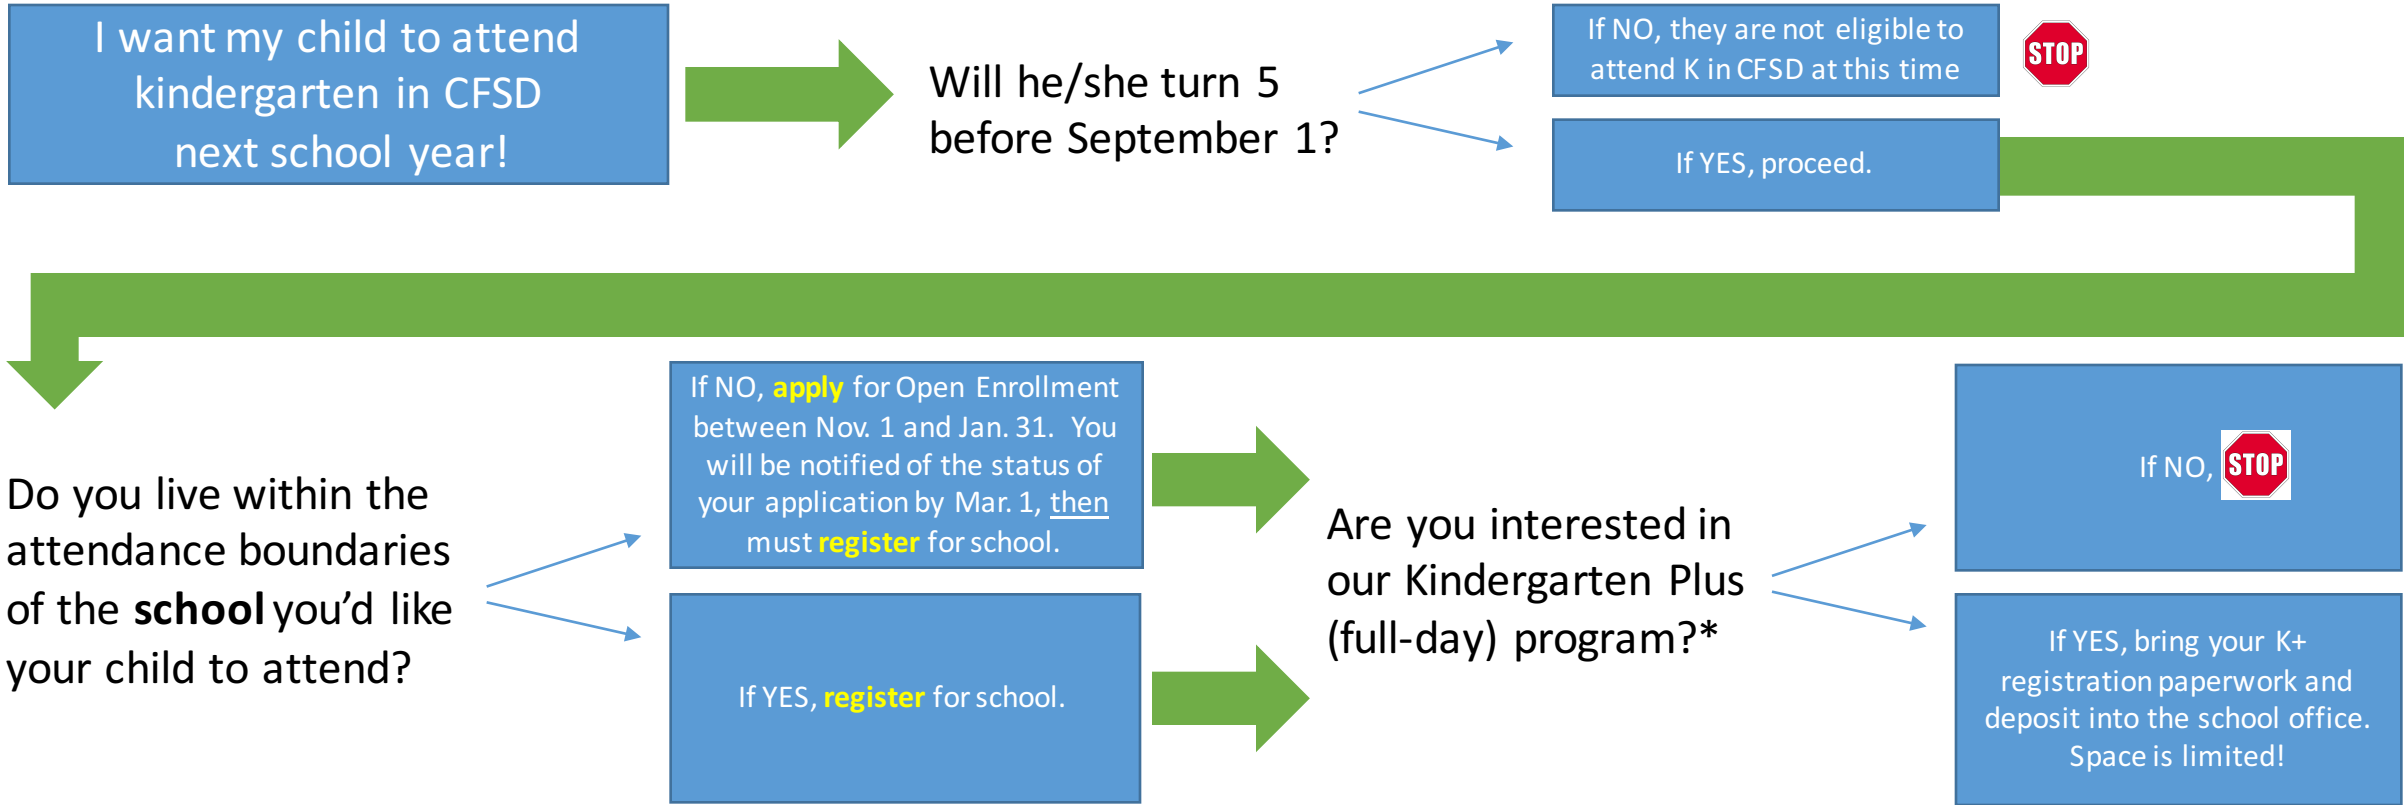 I want my child to attend
kindergarten in CFSD
next school year!
Will he/she turn 5
before September 1?
If NO, they are not eligible to
attend K in CFSD at this time
STOP
If YES, proceed.
Do you live within the
attendance boundaries
of the school you'd like
your child to attend?
If NO, apply for Open Enrollment
between Nov. 1 and Jan. 31. You
will be notified of the status of
your application by Mar. 1, then
must register for school.
If YES, register for school.
Are you interested in
our Kindergarten Plus
(full-day) program?*
If NO, STOP
If YES, bring your K+
registration paperwork and
deposit into the school office.
Space is limited!